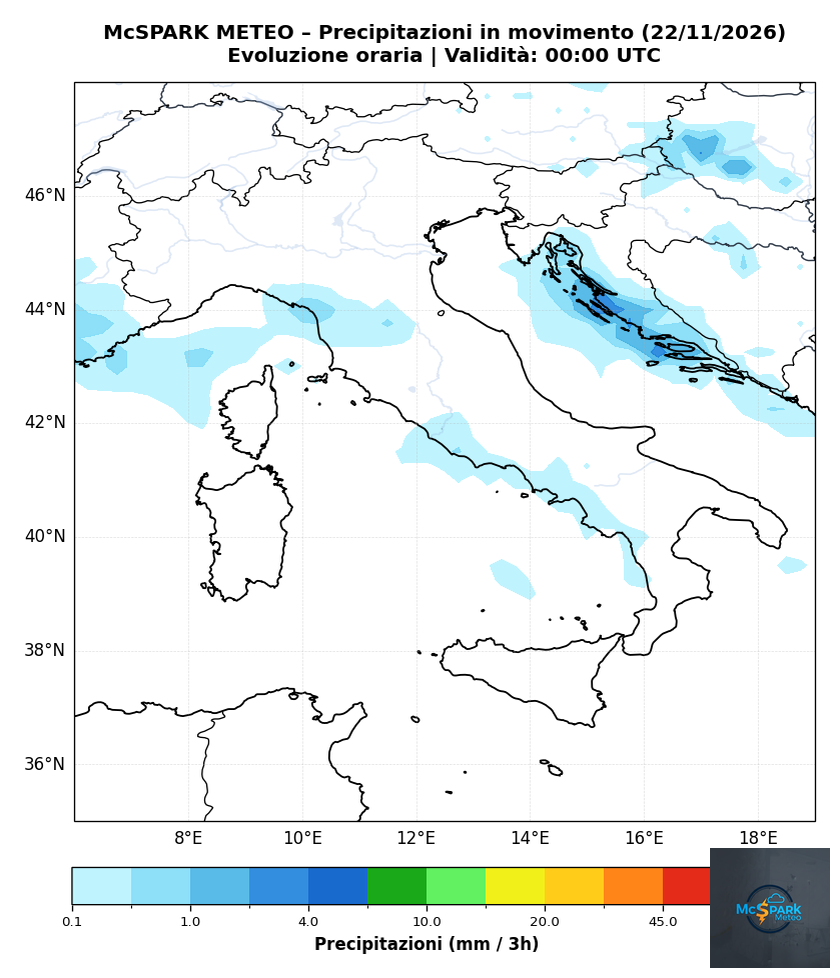 McSPARK METEO – Precipitazioni in movimento (22/11/2026)
Evoluzione oraria | Validità: 00:00 UTC
46°N
44°N
42°N
40°N
38°N
36°N
8°E 10°E 12°E 14°E 16°E 18°E
0.1 1.0 4.0 10.0 20.0 45.0
Precipitazioni (mm / 3h)
McSPARK
Meteo